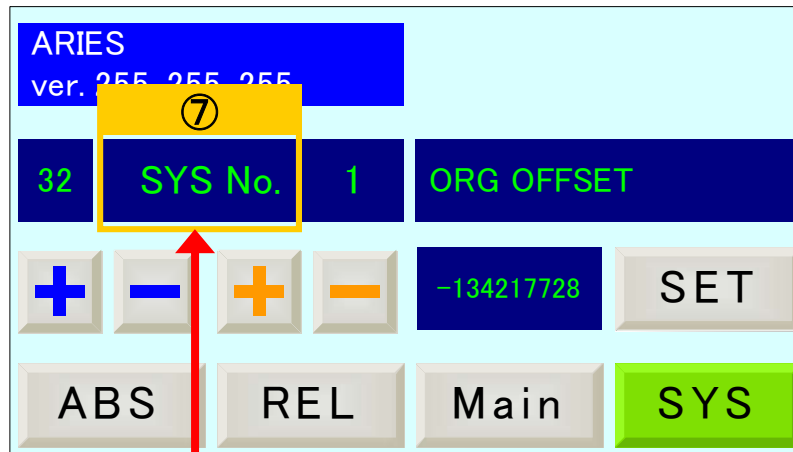 ARIES
ver. 255. 255. 255
⑦
32 SYS No. 1 ORG OFFSET
-134217728 SET
ABS REL Main SYS